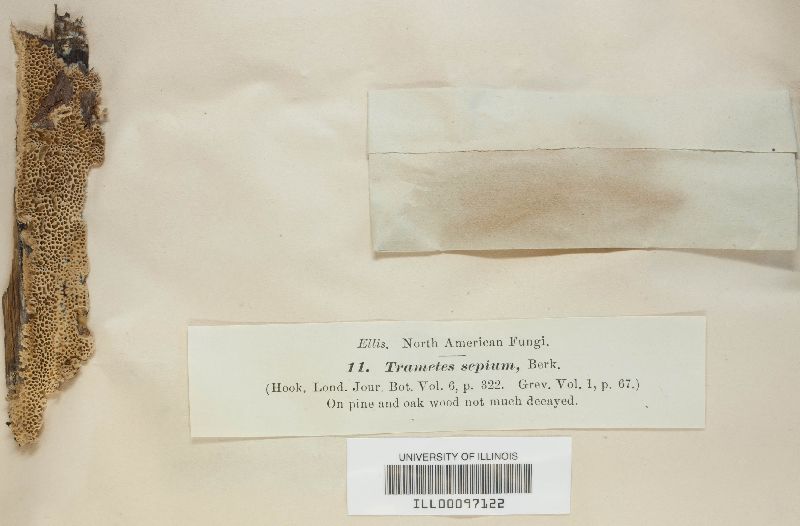 Ellis. North American Fungi.
11. Trametes sepium, Berk.
(Hook. Lond. Jour. Bot. Vol. 6, p. 322. Grev. Vol. 1, p. 67.)
On pine and oak wood not much decayed.
UNIVERSITY OF ILLINOIS
ILL00097122